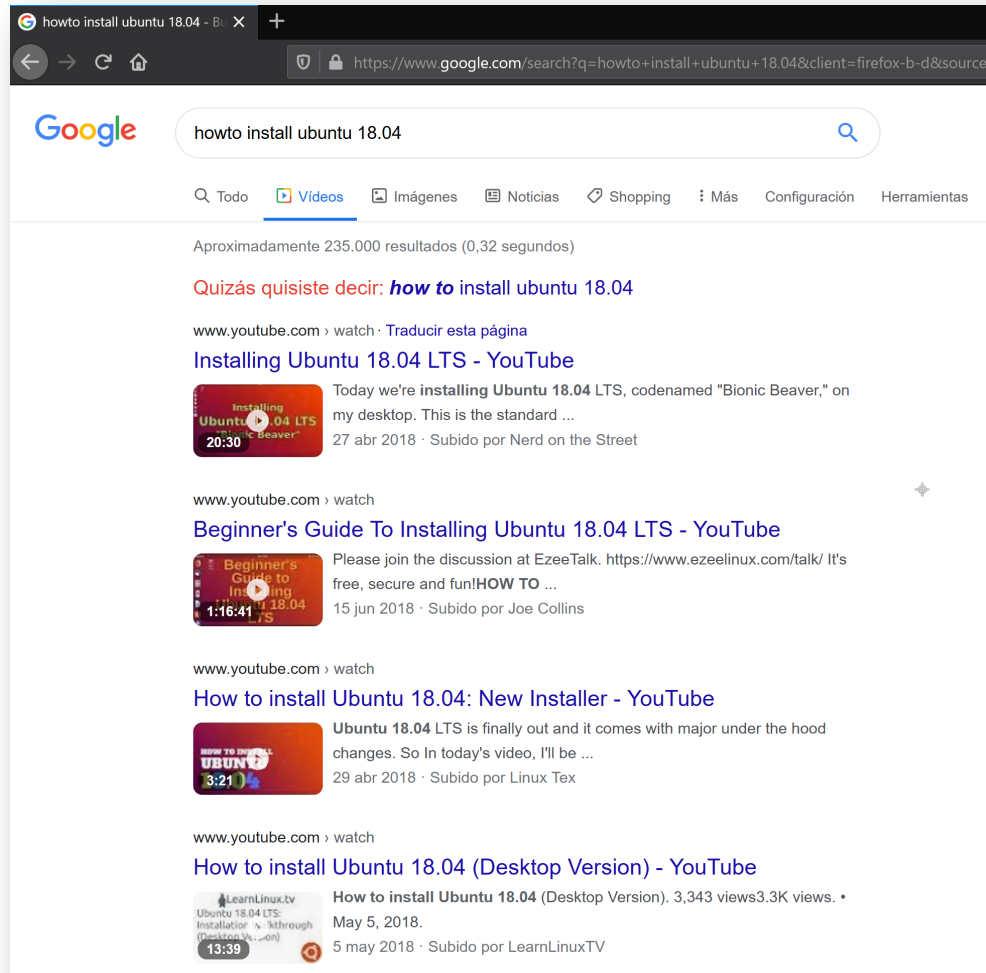 howto install ubuntu 18.04 - Bu
https://www.google.com/search?q=howto+install+ubuntu+18.04&client=firefox-b-d&source
Google
howto install ubuntu 18.04
Todo
Vídeos
Imágenes
Noticias
Shopping
Más
Configuración
Herramientas
Aproximadamente 235.000 resultados (0,32 segundos)
Quizás quisiste decir: how to install ubuntu 18.04
www.youtube.com › watch · Traducir esta página
Installing Ubuntu 18.04 LTS - YouTube
Installing
Ubuntu .04 LTS
"Bionic Beaver"
20:30
Today we're installing Ubuntu 18.04 LTS, codenamed "Bionic Beaver," on
my desktop. This is the standard ...
27 abr 2018 · Subido por Nerd on the Street
www.youtube.com › watch
Beginner's Guide To Installing Ubuntu 18.04 LTS - YouTube
Beginner's
Guide to
Installing
18.04
LTS
1:16:41
Please join the discussion at EzeeTalk. https://www.ezeelinux.com/talk/ It's
free, secure and fun!HOW TO ...
15 jun 2018 · Subido por Joe Collins
www.youtube.com › watch
How to install Ubuntu 18.04: New Installer - YouTube
HOW TO INSTALL
UBUNTU
3:21
Ubuntu 18.04 LTS is finally out and it comes with major under the hood
changes. So In today's video, I'll be ...
29 abr 2018 · Subido por Linux Tex
www.youtube.com › watch
How to install Ubuntu 18.04 (Desktop Version) - YouTube
LearnLinux.tv
Ubuntu 18.04 LTS:
Installation Walkthrough
(Desktop Version)
13:39
How to install Ubuntu 18.04 (Desktop Version). 3,343 views3.3K views. •
May 5, 2018.
5 may 2018 · Subido por LearnLinuxTV